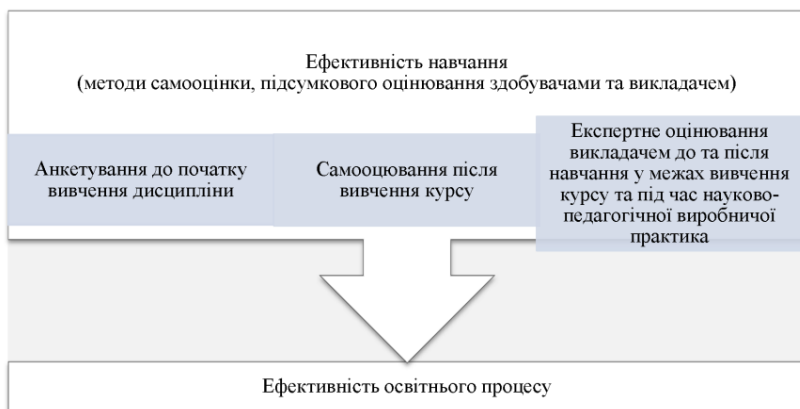 Ефективність навчання
(методи самооцінки, підсумкового оцінювання здобувачами та викладачем)
Анкетування до початку
вивчення дисципліни
Самооцювання після
вивчення курсу
Експертне оцінювання
викладачем до та після
навчання у межах вивчення
курсу та під час науково-
педагогічної виробничої
практика
Ефективність освітнього процесу